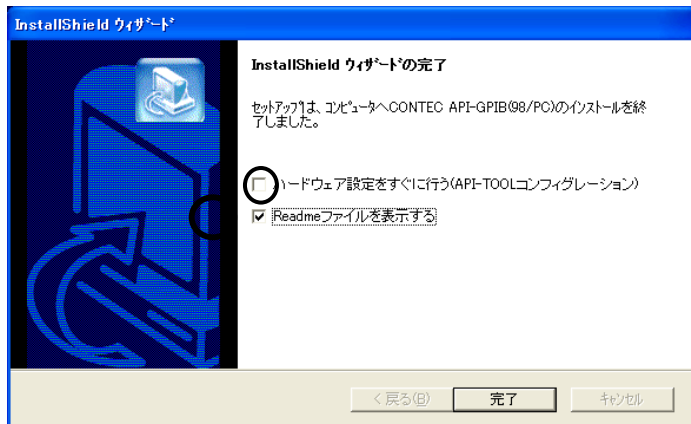 InstallShield ｳｨｻﾞｰﾄﾞ
InstallShield ｳｨｻﾞｰﾄﾞの完了
ｾｯﾄｱｯﾌﾟは、ｺﾝﾋﾟｭｰﾀへCONTEC API-GPIB(98/PC)のｲﾝｽﾄｰﾙを終
了しました。
ハードウェア設定をすぐに行う(API-TOOLコンフィグレーション)
Readmeファイルを表示する
< 戻る(B)
完了
ｷｬﾝｾﾙ